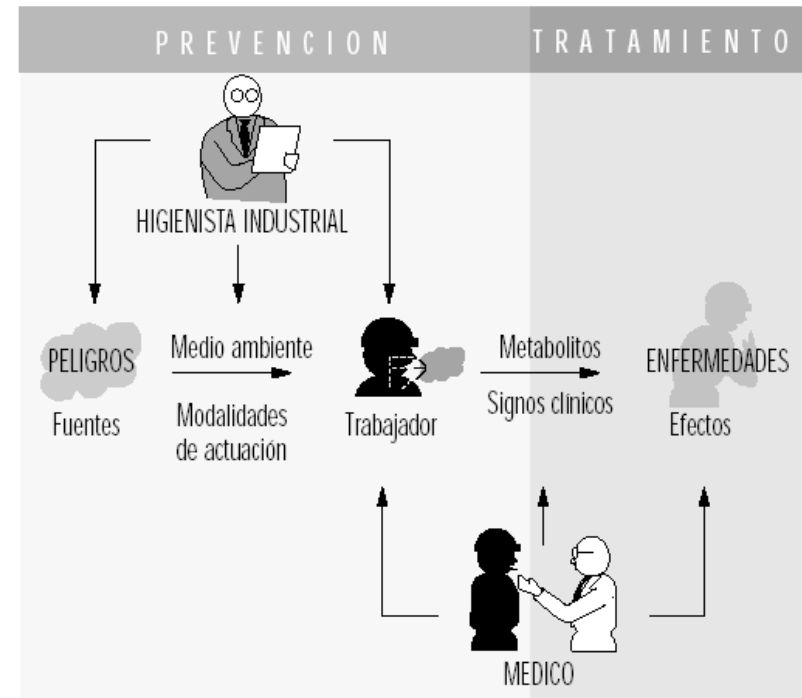 PREVENCION
TRATAMIENTO
HIGIENISTA INDUSTRIAL
PELIGROS
Fuentes
Medio ambiente
Modalidades
de actuación
Trabajador
Metabolitos
Signos clínicos
ENFERMEDADES
Efectos
MEDICO